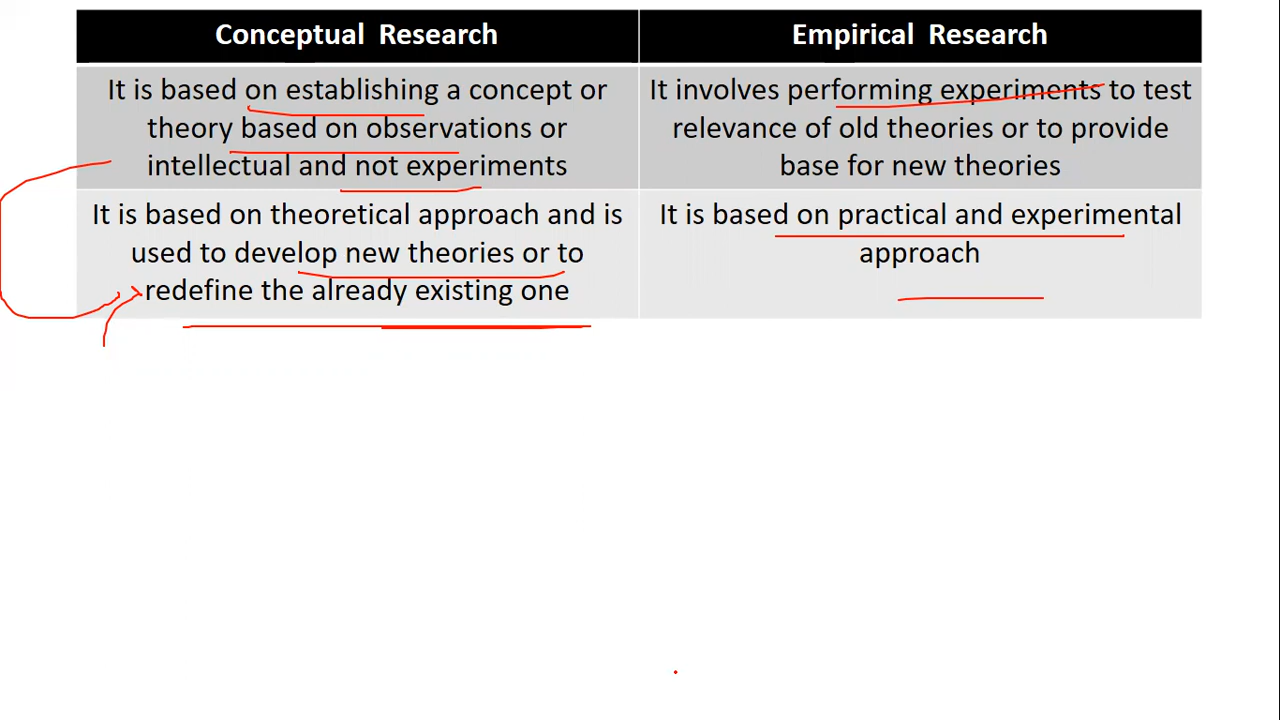 Conceptual Research
Empirical Research
It is based on establishing a concept or
theory based on observations or
intellectual and not experiments
It involves performing experiments to test
relevance of old theories or to provide
base for new theories
It is based on theoretical approach and is
used to develop new theories or to
redefine the already existing one
It is based on practical and experimental
approach